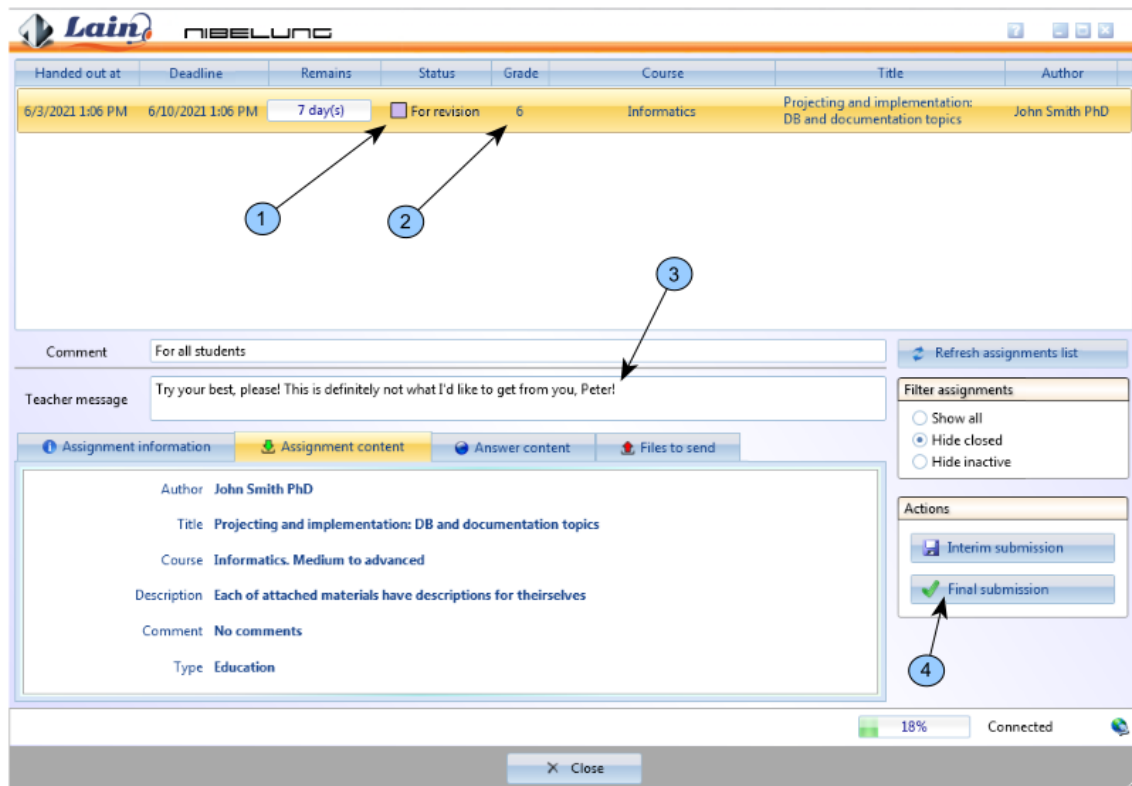 Lain
NIBELUNG
?
Handed out at Deadline Remains Status Grade Course Title Author
6/3/2021 1:06 PM 6/10/2021 1:06 PM 7 day(s) For revision 6 Informatics Projecting and implementation: John Smith PhD
DB and documentation topics
1
2
3
Comment For all students
Refresh assignments list
Teacher message Try your best, please! This is definitely not what I'd like to get from you, Peter!
Filter assignments
Show all
Hide closed
Hide inactive
Assignment information Assignment content Answer content Files to send
Author John Smith PhD
Title Projecting and implementation: DB and documentation topics
Course Informatics. Medium to advanced
Description Each of attached materials have descriptions for theirselves
Comment No comments
Type Education
Actions
Interim submission
Final submission
4
18% Connected
Close